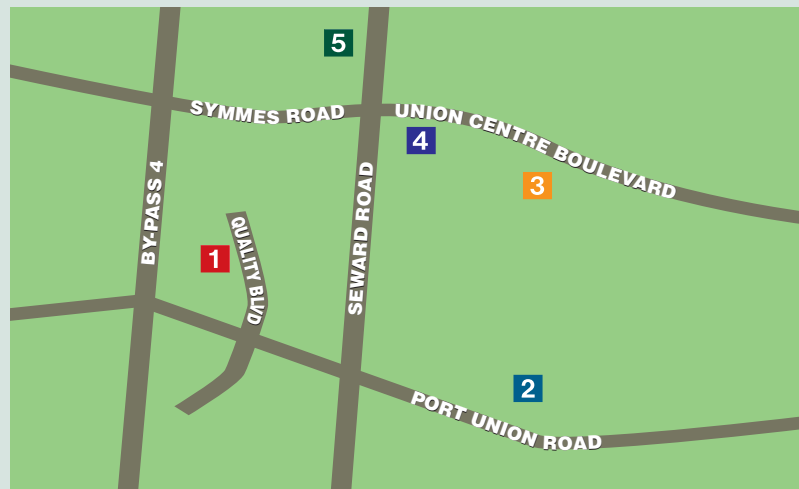 5
SYMMES ROAD
UNION CENTRE BOULEVARD
4
BY-PASS 4
SEWARD ROAD
3
1
QUALITY BLVD
2
PORT UNION ROAD